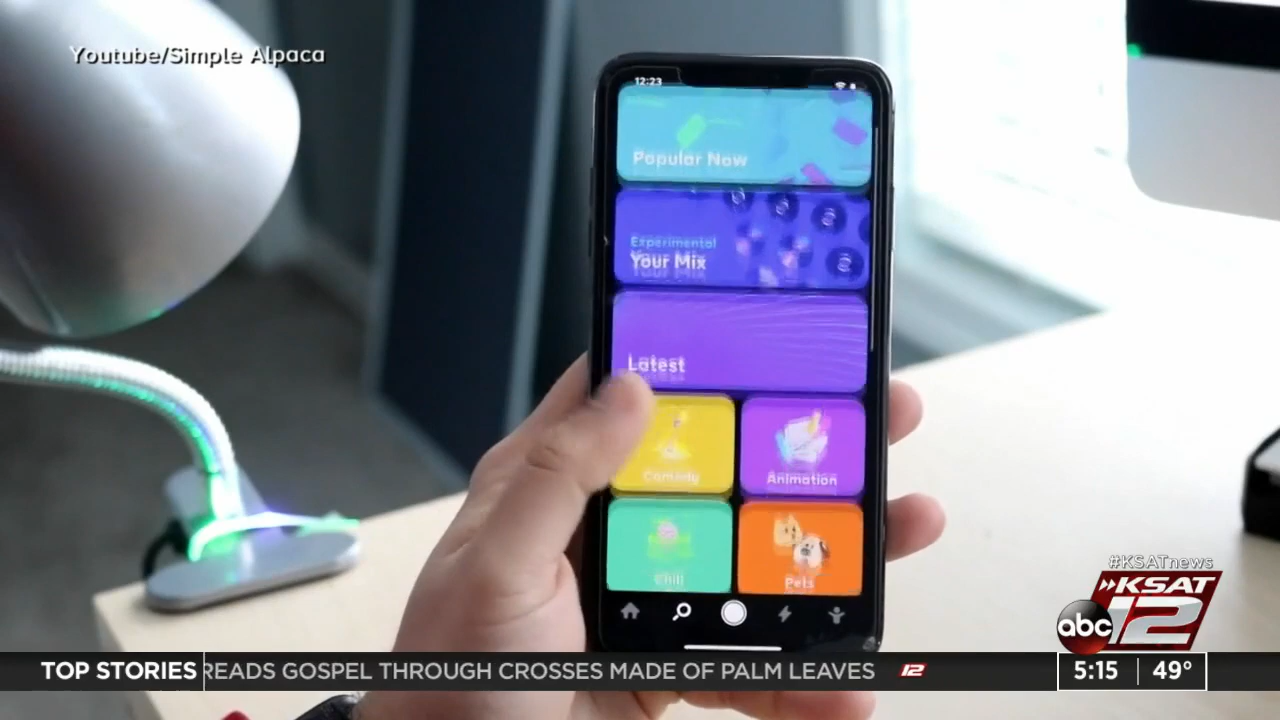 Youtube/Simple Alpaca
12:23
Popular Now
Experimental
Your Mix
Latest
Comedy
Animation
Chill
Pets
#KSATnews
KSAT
abc 12
TOP STORIES READS GOSPEL THROUGH CROSSES MADE OF PALM LEAVES 12 5:15 49°